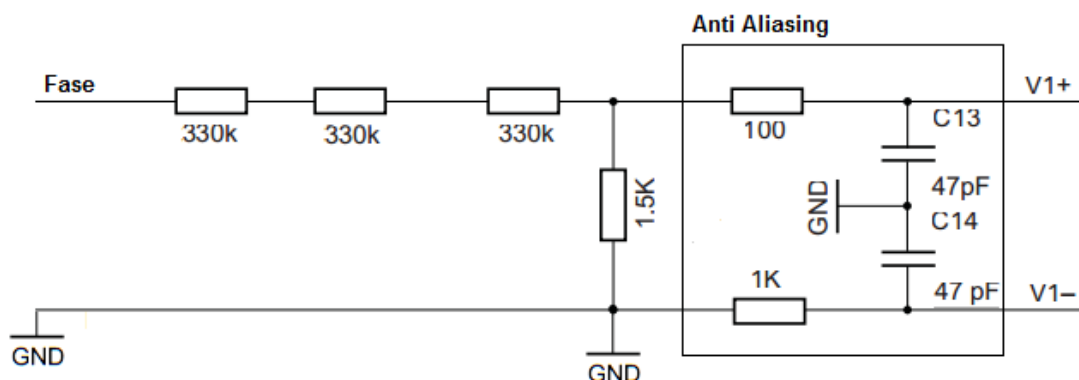 Anti Aliasing
Fase
V1+
330k
330k
330k
100
C13
1.5K
GND
47pF
C14
1K
47 pF
V1–
GND
GND